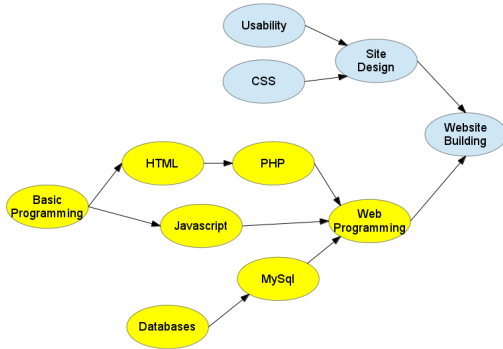 Usability
Site
Design
CSS
Website
Building
HTML
PHP
Basic
Programming
Javascript
Web
Programming
MySql
Databases